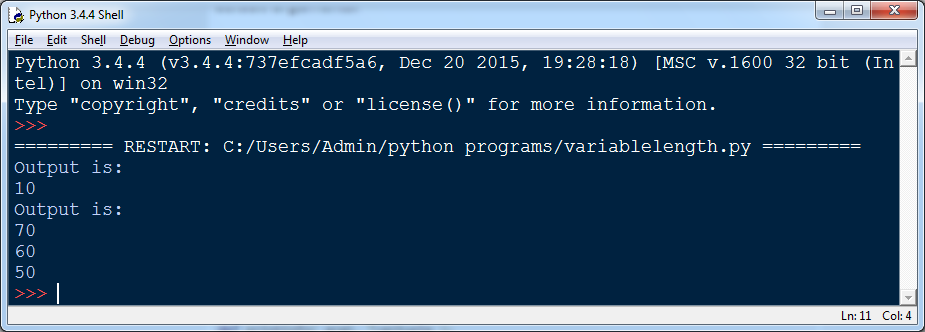 Python 3.4.4 Shell
File Edit Shell Debug Options Window Help
Python 3.4.4 (v3.4.4:737efcadf5a6, Dec 20 2015, 19:28:18) [MSC v.1600 32 bit (In
tel)] on win32
Type "copyright", "credits" or "license()" for more information.
>>>
========= RESTART: C:/Users/Admin/python programs/variablelength.py =========
Output is:
10
Output is:
70
60
50
>>>
Ln: 11 Col: 4